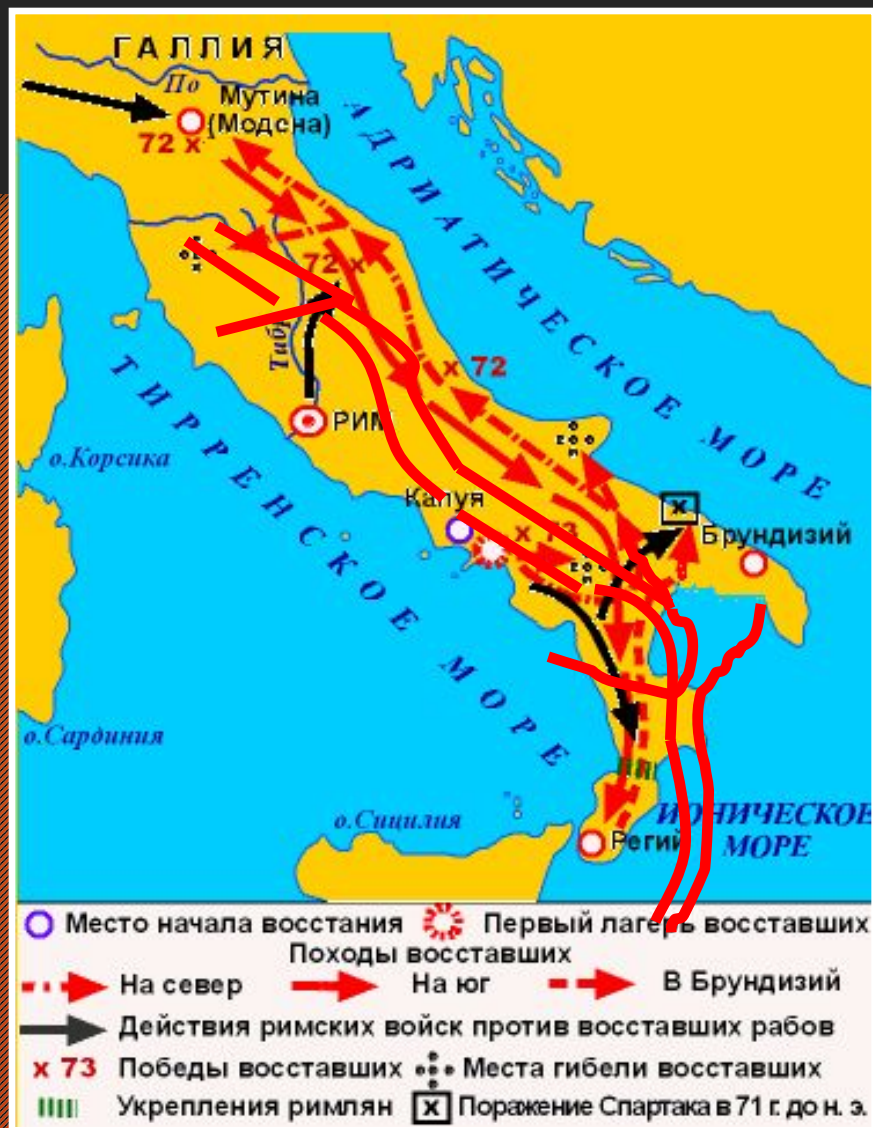 ГАЛЛИЯ
По
Мутина
(Модсна)
72 x
АДРИАТИЧЕСКОЕ МОРЕ
72 x
Тибр
x 72
РИМ
ТИРРЕНСКОЕ МОРЕ
о.Корсика
Капуя
x 73
x
Брундизий
о.Сардиния
о.Сицилия
ИОНИЧЕСКОЕ
МОРЕ
Регий
Место начала восстания Первый лагерь восставших
Походы восставших
На север На юг В Брундизий
Действия римских войск против восставших рабов
x 73 Победы восставших Места гибели восставших
Укрепления римлян x Поражение Спартака в 71 г. до н. э.